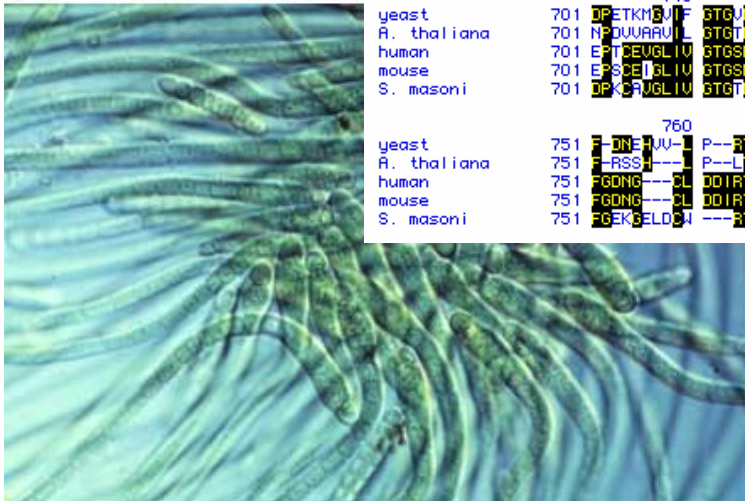 yeast 701 DPETKMGVIF GTGV
A. thaliana 701 NPDVVAAVIL GTGT
human 701 EPTCEVGLIV GTGS
mouse 701 EPSCEIGLIV GTGS
S. masoni 701 DPKCAVGLIV GTGT
760
yeast 751 F-DNEHVV-L P--R
A. thaliana 751 F-RSSH---L P--L
human 751 FGDNG---CL DDIR
mouse 751 FGDNG---CL DDIR
S. masoni 751 FGEKGELDCW ---R